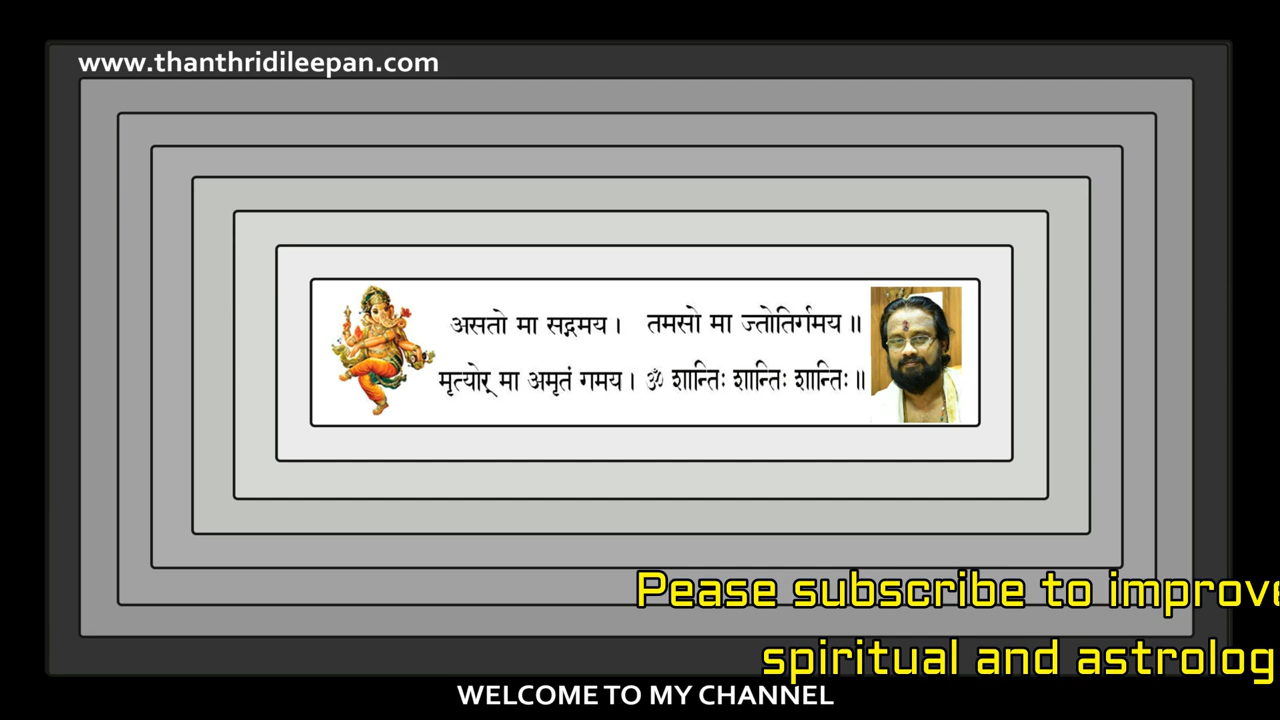 www.thanthridileepan.com
असतो मा सद्गमय । तमसो मा ज्तोतिर्गमय ॥
मृत्योर् मा अमृतं गमय । ॐ शान्तिः शान्तिः शान्तिः ॥
Pease subscribe to improve
spiritual and astrolog
WELCOME TO MY CHANNEL